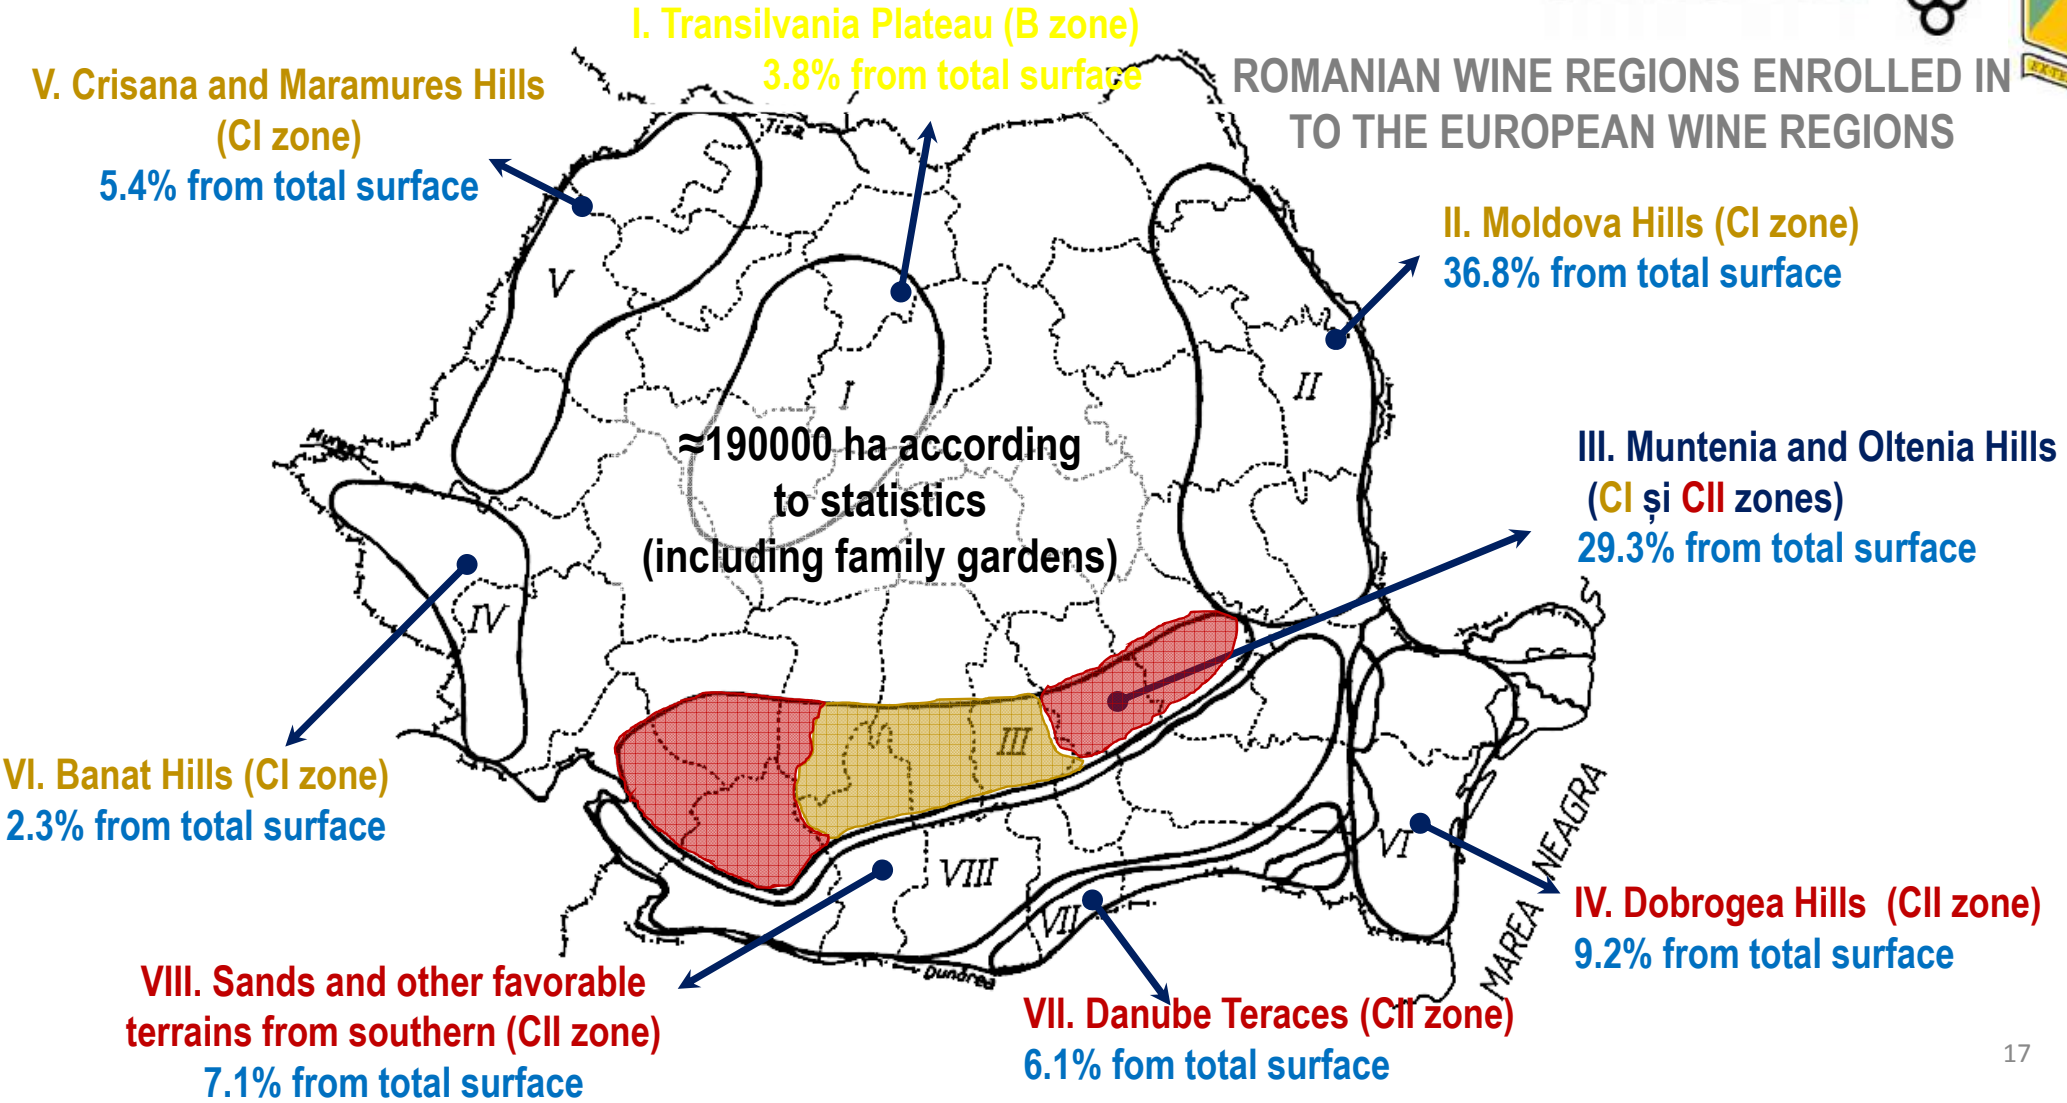 I. Transilvania Plateau (B zone)
3.8% from total surface
ROMANIAN WINE REGIONS ENROLLED IN
TO THE EUROPEAN WINE REGIONS
V. Crisana and Maramures Hills
(CI zone)
5.4% from total surface
II. Moldova Hills (CI zone)
36.8% from total surface
Tisa
V
I
II
≈190000 ha according
to statistics
(including family gardens)
Mureș
III. Muntenia and Oltenia Hills
(CI și CII zones)
29.3% from total surface
IV
III
VI. Banat Hills (CI zone)
2.3% from total surface
VI
VIII
VII
MAREA NEAGRA
Dunarea
IV. Dobrogea Hills (CII zone)
9.2% from total surface
VIII. Sands and other favorable
terrains from southern (CII zone)
7.1% from total surface
VII. Danube Teraces (CII zone)
6.1% fom total surface
17